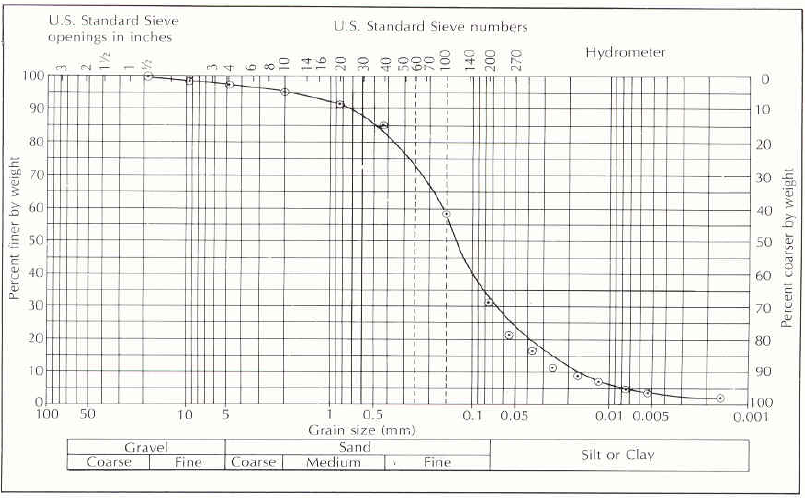 U.S. Standard Sieve
openings in inches
U.S. Standard Sieve numbers
Hydrometer
3 2 1½ 1 ½ 3 4 6 8 10 14 16 20 30 40 50 60 70 100 140 200 270
100 0
90 10
80 20
70 30
60 40
50 50
40 60
30 70
20 80
10 90
0 100
Percent finer by weight
Percent coarser by weight
100 50 10 5 1 0.5 0.1 0.05 0.01 0.005 0.001
Grain size (mm)
Gravel Sand Silt or Clay
Coarse Fine Coarse Medium Fine